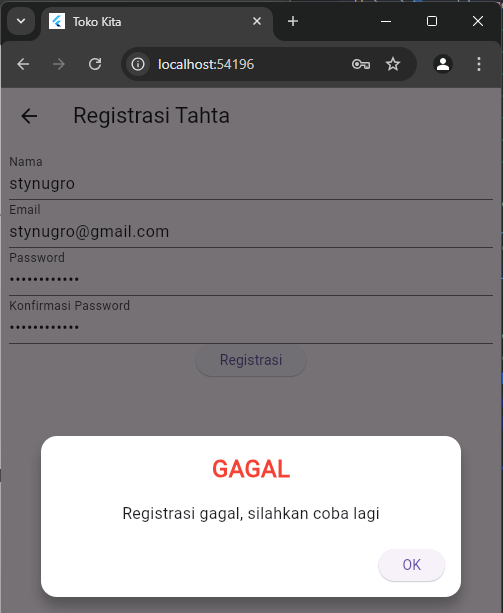 Toko Kita
localhost:54196
Registrasi Tahta
Nama
stynugro
Email
stynugro@gmail.com
Password
••••••••••••
Konfirmasi Password
••••••••••••
Registrasi
GAGAL
Registrasi gagal, silahkan coba lagi
OK